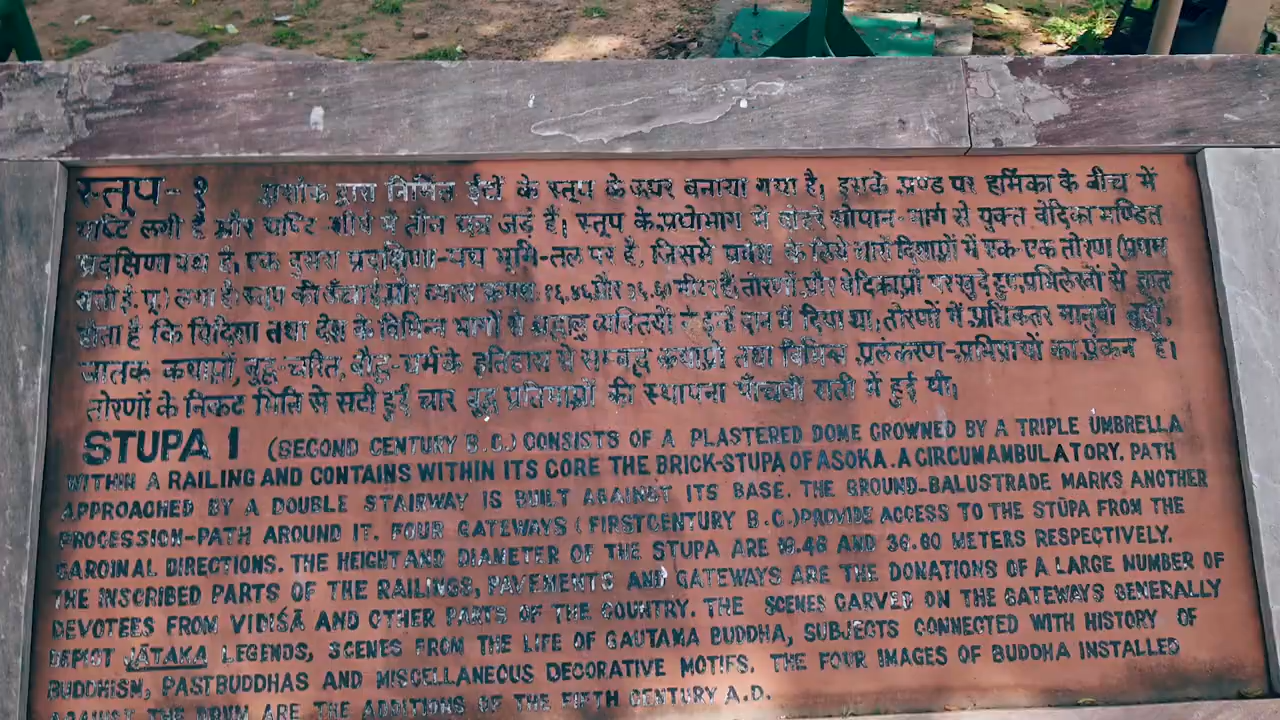 स्तूप-१ अशोक द्वारा निर्मित ईंटों के स्तूप के ऊपर बनाया गया है। इसके अण्ड पर हर्मिका के बीच में
यष्टि लगी है और यष्टि शीर्ष में तीन छत्र जड़े हैं। स्तूप के अधोभाग में दोहरे सोपान-मार्ग से युक्त वेदिका मण्डित
प्रदक्षिणा पथ है। एक दूसरा प्रदक्षिणा-पथ भूमि-तल पर है, जिसमें प्रवेश के लिये चारों दिशाओं में एक-एक तोरण (प्रथम
शती ई. पू.) लगा है। स्तूप की ऊँचाई और व्यास क्रमशः १६.४६ और ३६.६० मीटर है। तोरणों और वेदिकाओं पर खुदे हुए अभिलेखों से ज्ञात
होता है कि विदिशा तथा देश के विभिन्न भागों से श्रद्धालु व्यक्तियों ने इन्हें दान में दिया था। तोरणों में अधिकतर मानुषी बुद्धों,
जातक कथाओं, बुद्ध-चरित, बौद्ध-धर्म के इतिहास से सम्बद्ध कथाओं तथा विभिन्न अलंकरण-अभिप्रायों का अंकन है।
तोरणों के निकट भित्ति से सटी हुई चार बुद्ध प्रतिमाओं की स्थापना पाँचवीं शती में हुई थी।
STUPA 1 (SECOND CENTURY B.C.) CONSISTS OF A PLASTERED DOME CROWNED BY A TRIPLE UMBRELLA
WITHIN A RAILING AND CONTAINS WITHIN ITS CORE THE BRICK-STUPA OF ASOKA. A CIRCUMAMBULATORY. PATH
APPROACHED BY A DOUBLE STAIRWAY IS BUILT AGAINST ITS BASE. THE GROUND-BALUSTRADE MARKS ANOTHER
PROCESSION-PATH AROUND IT. FOUR GATEWAYS (FIRST CENTURY B.C.) PROVIDE ACCESS TO THE STŪPA FROM THE
CARDINAL DIRECTIONS. THE HEIGHT AND DIAMETER OF THE STUPA ARE 16.46 AND 36.60 METERS RESPECTIVELY.
THE INSCRIBED PARTS OF THE RAILINGS, PAVEMENTS AND GATEWAYS ARE THE DONATIONS OF A LARGE NUMBER OF
DEVOTEES FROM VIDIŚĀ AND OTHER PARTS OF THE COUNTRY. THE SCENES CARVED ON THE GATEWAYS GENERALLY
DEPICT JĀTAKA LEGENDS, SCENES FROM THE LIFE OF GAUTAMA BUDDHA, SUBJECTS CONNECTED WITH HISTORY OF
BUDDHISM, PAST BUDDHAS AND MISCELLANEOUS DECORATIVE MOTIFS. THE FOUR IMAGES OF BUDDHA INSTALLED
AGAINST THE DRUM ARE THE ADDITIONS OF THE FIFTH CENTURY A.D.